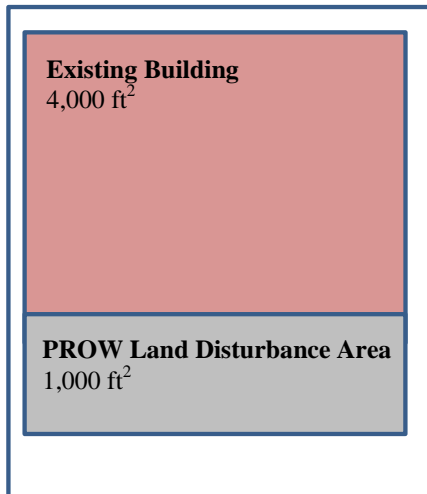 Existing Building
4,000 ft²
PROW Land Disturbance Area
1,000 ft²